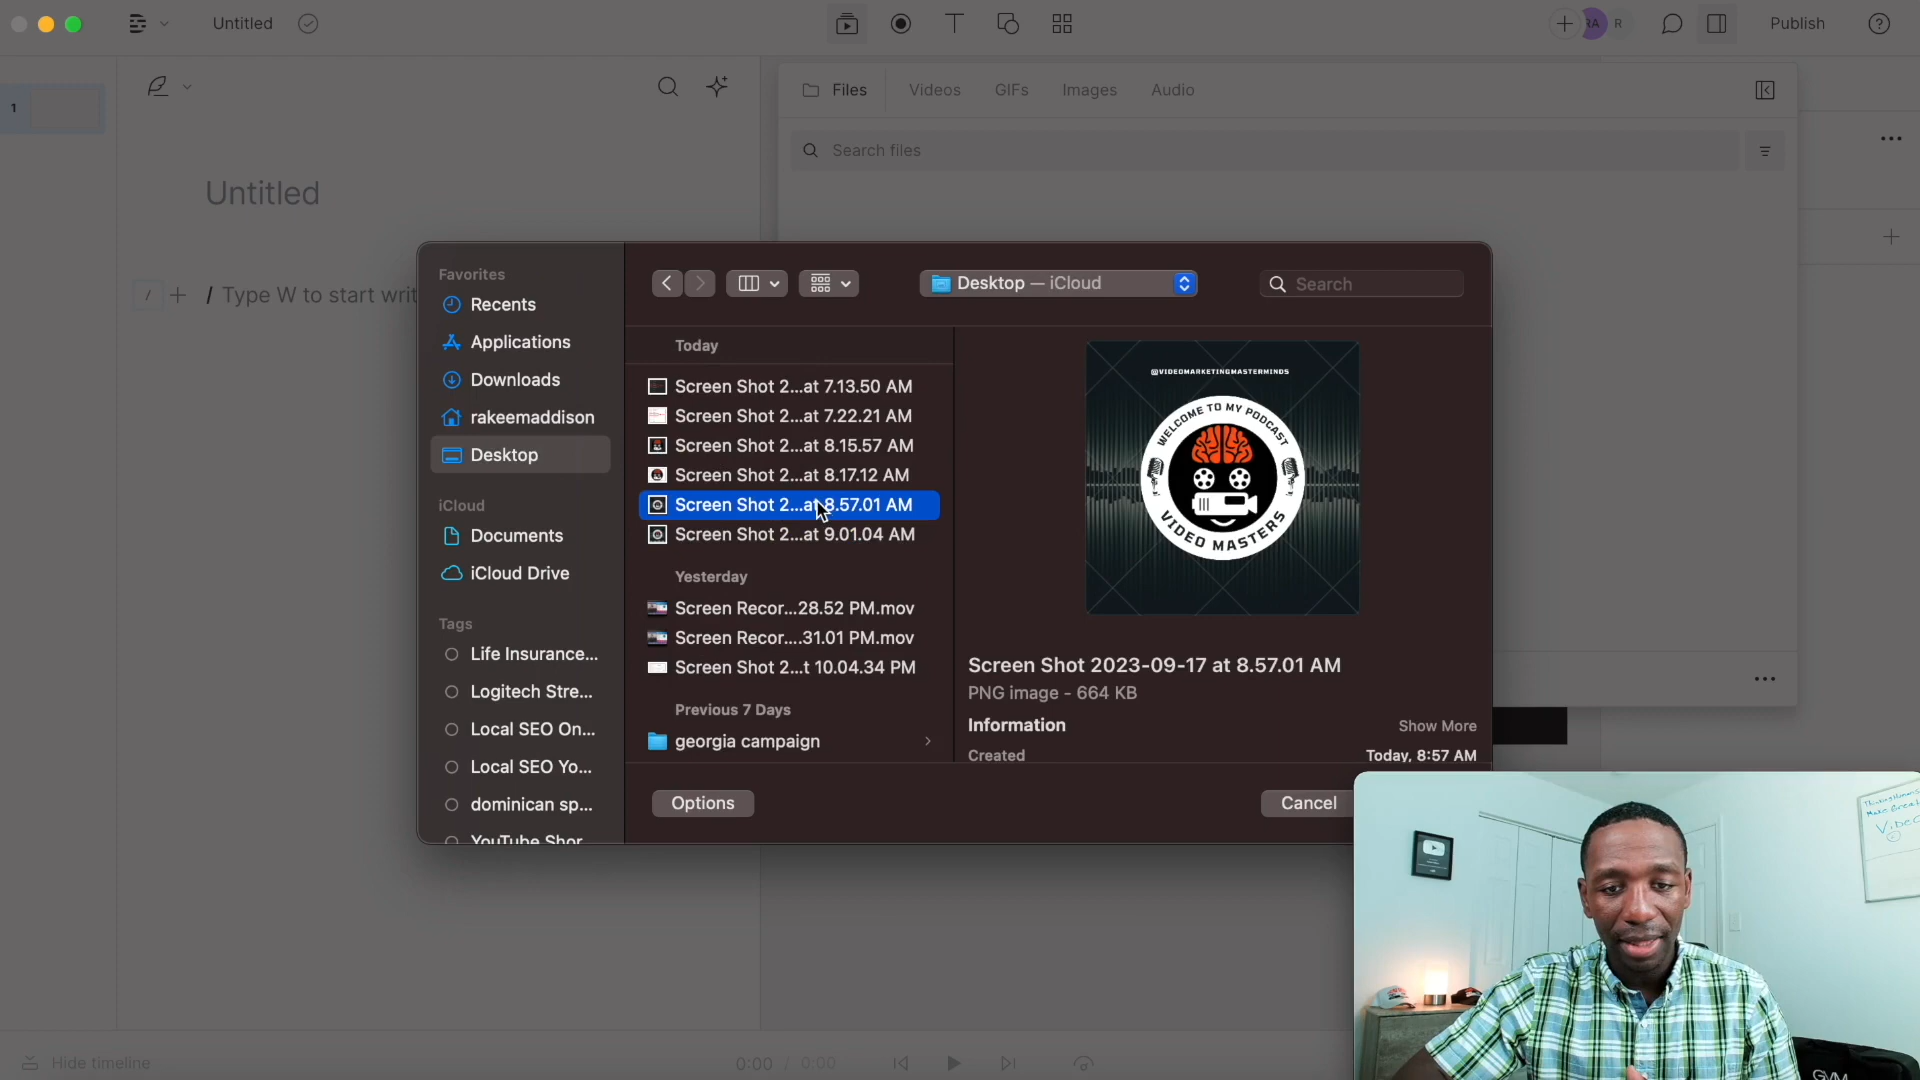 Untitled
RA
R
Publish
1
Files
Videos
GIFs
Images
Audio
Search files
Untitled
/ + / Type W to start writ
Favorites
Recents
Applications
Downloads
rakeemaddison
Desktop
iCloud
Documents
iCloud Drive
Tags
Life Insurance...
Logitech Stre...
Local SEO On...
Local SEO Yo...
dominican sp...
YouTube Shor
Desktop — iCloud
Search
Today
Screen Shot 2...at 7.13.50 AM
Screen Shot 2...at 7.22.21 AM
Screen Shot 2...at 8.15.57 AM
Screen Shot 2...at 8.17.12 AM
Screen Shot 2...at 8.57.01 AM
Screen Shot 2...at 9.01.04 AM
Yesterday
Screen Recor...28.52 PM.mov
Screen Recor....31.01 PM.mov
Screen Shot 2...t 10.04.34 PM
Previous 7 Days
georgia campaign
@VIDEOMARKETINGMASTERMINDS
WELCOME TO MY PODCAST
VIDEO MASTERS
Screen Shot 2023-09-17 at 8.57.01 AM
PNG image - 664 KB
Information
Show More
Created
Today, 8:57 AM
Options
Cancel
Hide timeline
0:00 / 0:00